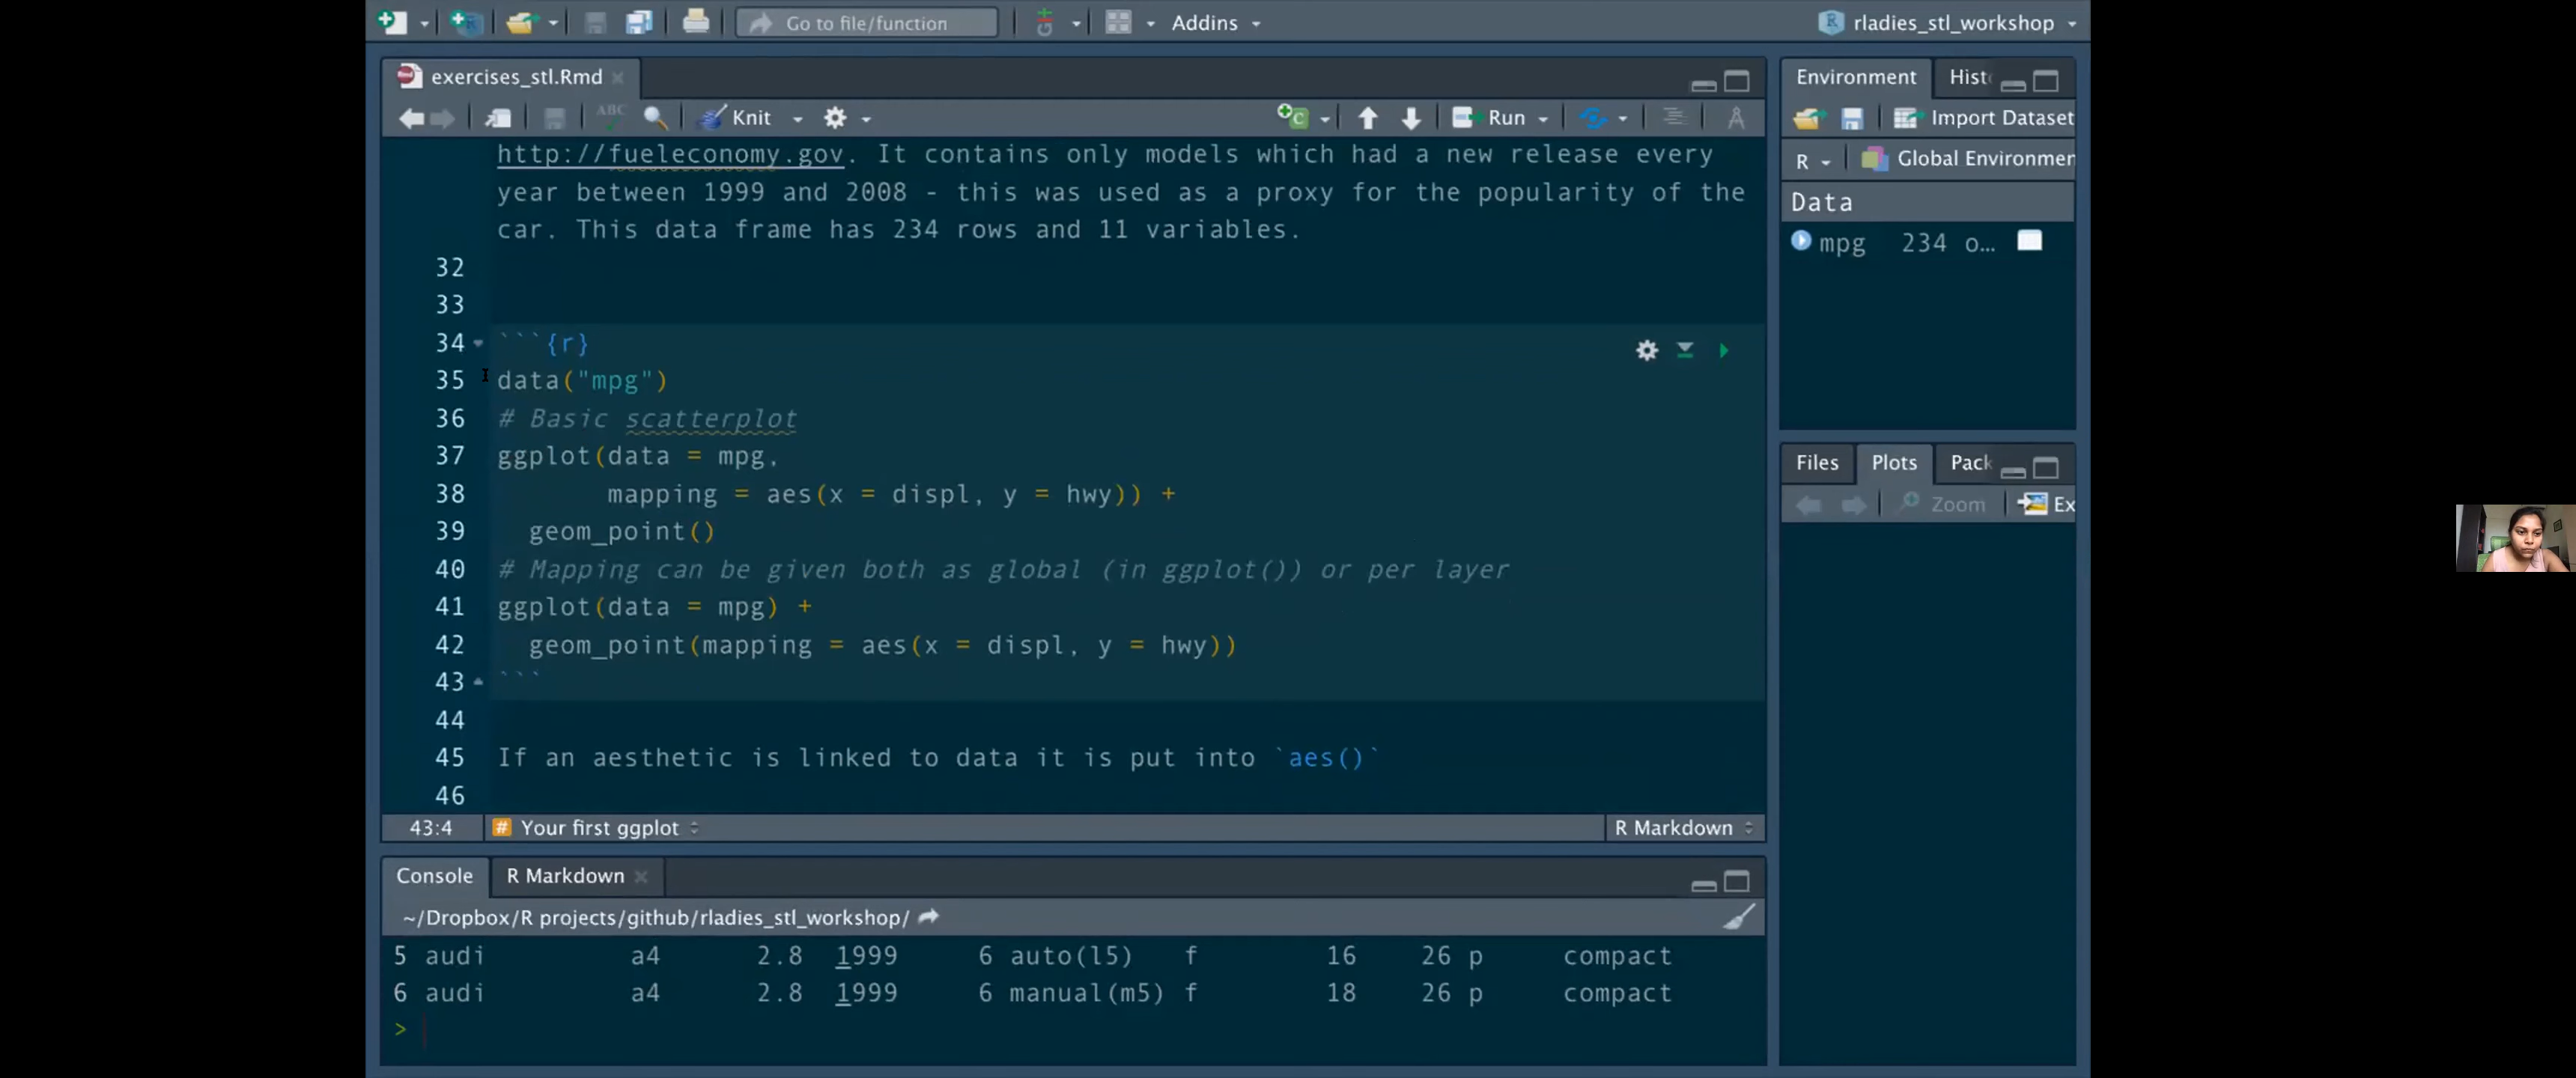 Go to file/function
Addins
rladies_stl_workshop
exercises_stl.Rmd
ABC
Knit
Run
http://fueleconomy.gov. It contains only models which had a new release every
year between 1999 and 2008 - this was used as a proxy for the popularity of the
car. This data frame has 234 rows and 11 variables.
32
33
34 ```{r}
35 data("mpg")
36 # Basic scatterplot
37 ggplot(data = mpg,
38 mapping = aes(x = displ, y = hwy)) +
39 geom_point()
40 # Mapping can be given both as global (in ggplot()) or per layer
41 ggplot(data = mpg) +
42 geom_point(mapping = aes(x = displ, y = hwy))
43 ```
44
45 If an aesthetic is linked to data it is put into `aes()`
46
43:4 # Your first ggplot R Markdown
Console R Markdown
~/Dropbox/R projects/github/rladies_stl_workshop/
5 audi a4 2.8 1999 6 auto(l5) f 16 26 p compact
6 audi a4 2.8 1999 6 manual(m5) f 18 26 p compact
>
Environment Hist
Import Dataset
R Global Environmen
Data
mpg 234 o...
Files Plots Pack
Zoom Ex